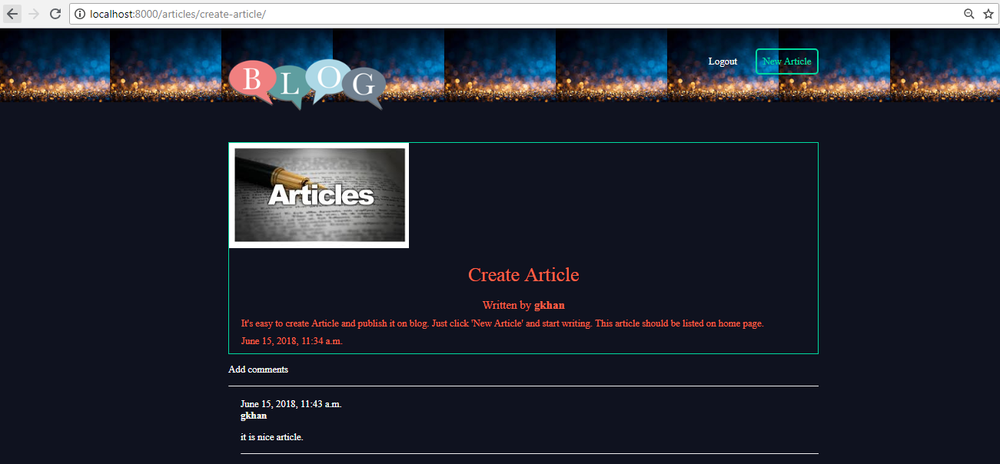 localhost:8000/articles/create-article/
BLOG
Logout
New Article
Articles
Create Article
Written by gkhan
It's easy to create Article and publish it on blog. Just click 'New Article' and start writing. This article should be listed on home page.
June 15, 2018, 11:34 a.m.
Add comments
June 15, 2018, 11:43 a.m.
gkhan
it is nice article.